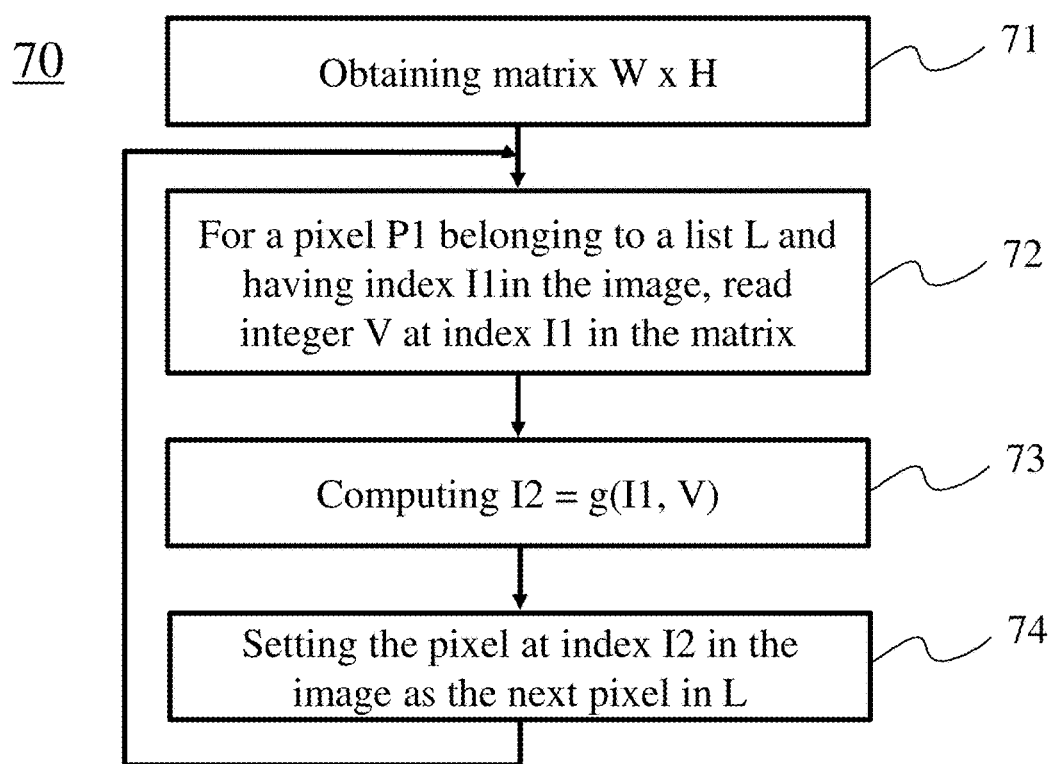 70
Obtaining matrix W x H
71
For a pixel P1 belonging to a list L and
having index I1in the image, read
integer V at index I1 in the matrix
72
Computing I2 = g(I1, V)
73
Setting the pixel at index I2 in the
image as the next pixel in L
74